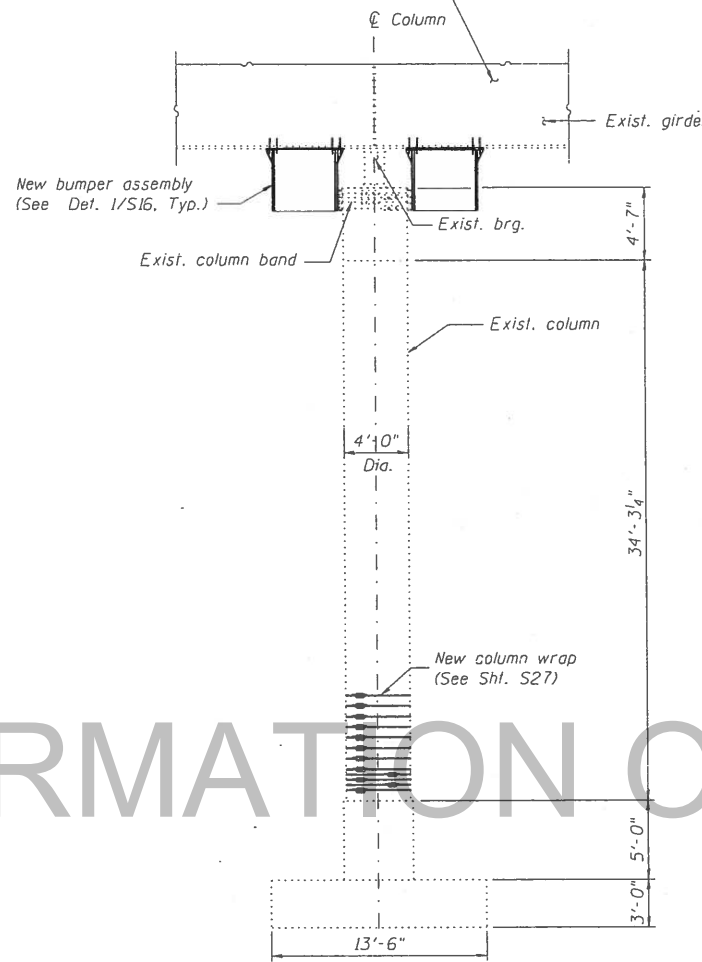 ℄ Column
Exist. girde
New bumper assembly
(See Det. 1/S16, Typ.)
Exist. brg.
4'-7"
Exist. column band
Exist. column
4'-0"
Dia.
34'-3¼"
New column wrap
(See Sht. S27)
RMATION O
5'-0"
3'-0"
13'-6"